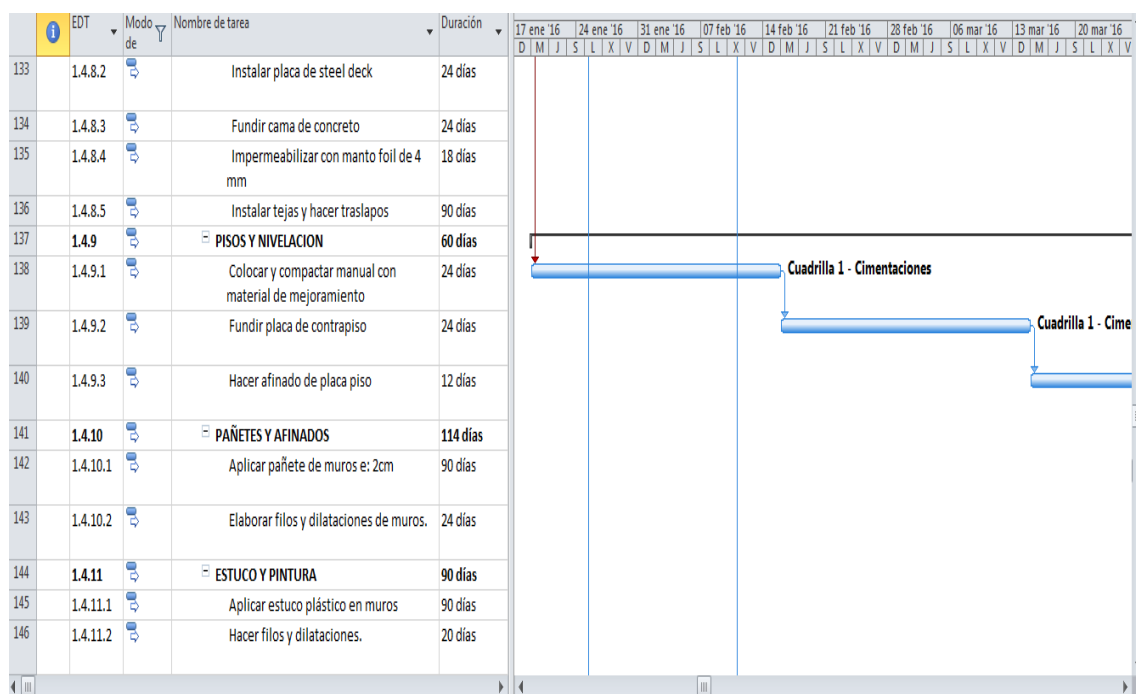 EDT Modo de Nombre de tarea Duración
17 ene '16 24 ene '16 31 ene '16 07 feb '16 14 feb '16 21 feb '16 28 feb '16 06 mar '16 13 mar '16 20 mar '16
D M J S L X V D M J S L X V D M J S L X V D M J S L X V D M J S L X V
133 1.4.8.2 Instalar placa de steel deck 24 días
134 1.4.8.3 Fundir cama de concreto 24 días
135 1.4.8.4 Impermeabilizar con manto foil de 4 18 días
mm
136 1.4.8.5 Instalar tejas y hacer traslapos 90 días
137 1.4.9 PISOS Y NIVELACION 60 días
138 1.4.9.1 Colocar y compactar manual con 24 días Cuadrilla 1 - Cimentaciones
material de mejoramiento
139 1.4.9.2 Fundir placa de contrapiso 24 días Cuadrilla 1 - Cime
140 1.4.9.3 Hacer afinado de placa piso 12 días
141 1.4.10 PAÑETES Y AFINADOS 114 días
142 1.4.10.1 Aplicar pañete de muros e: 2cm 90 días
143 1.4.10.2 Elaborar filos y dilataciones de muros. 24 días
144 1.4.11 ESTUCO Y PINTURA 90 días
145 1.4.11.1 Aplicar estuco plástico en muros 90 días
146 1.4.11.2 Hacer filos y dilataciones. 20 días